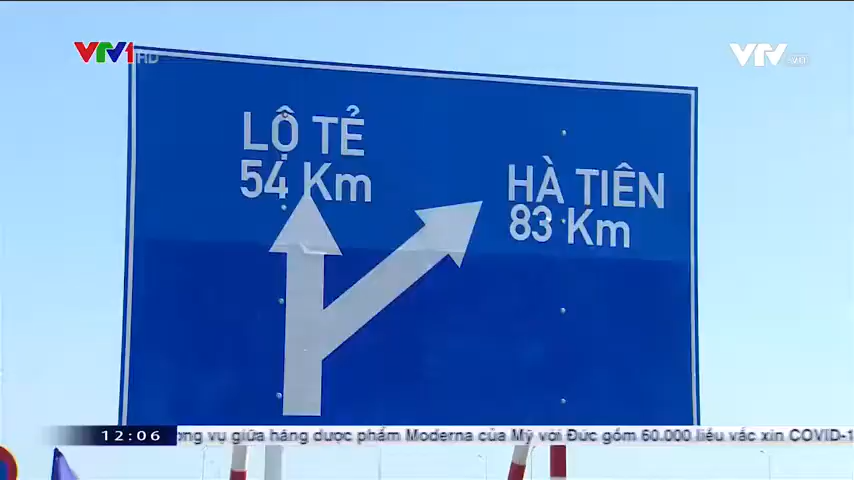 VTV1 HD
VTV
LỘ TẺ
54 Km
HÀ TIÊN
83 Km
12:06 ơng vụ giữa hãng dược phẩm Moderna của Mỹ với Đức gồm 60.000 liều vắc xin COVID-1